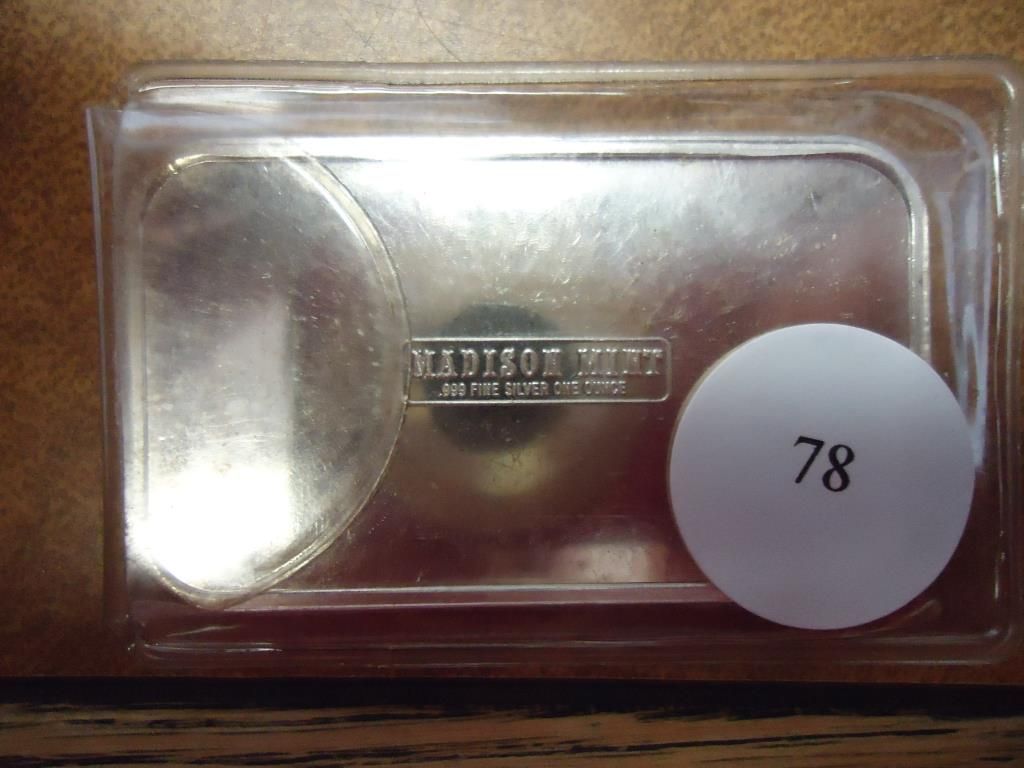 MADISON MINT
.999 FINE SILVER ONE OUNCE
78